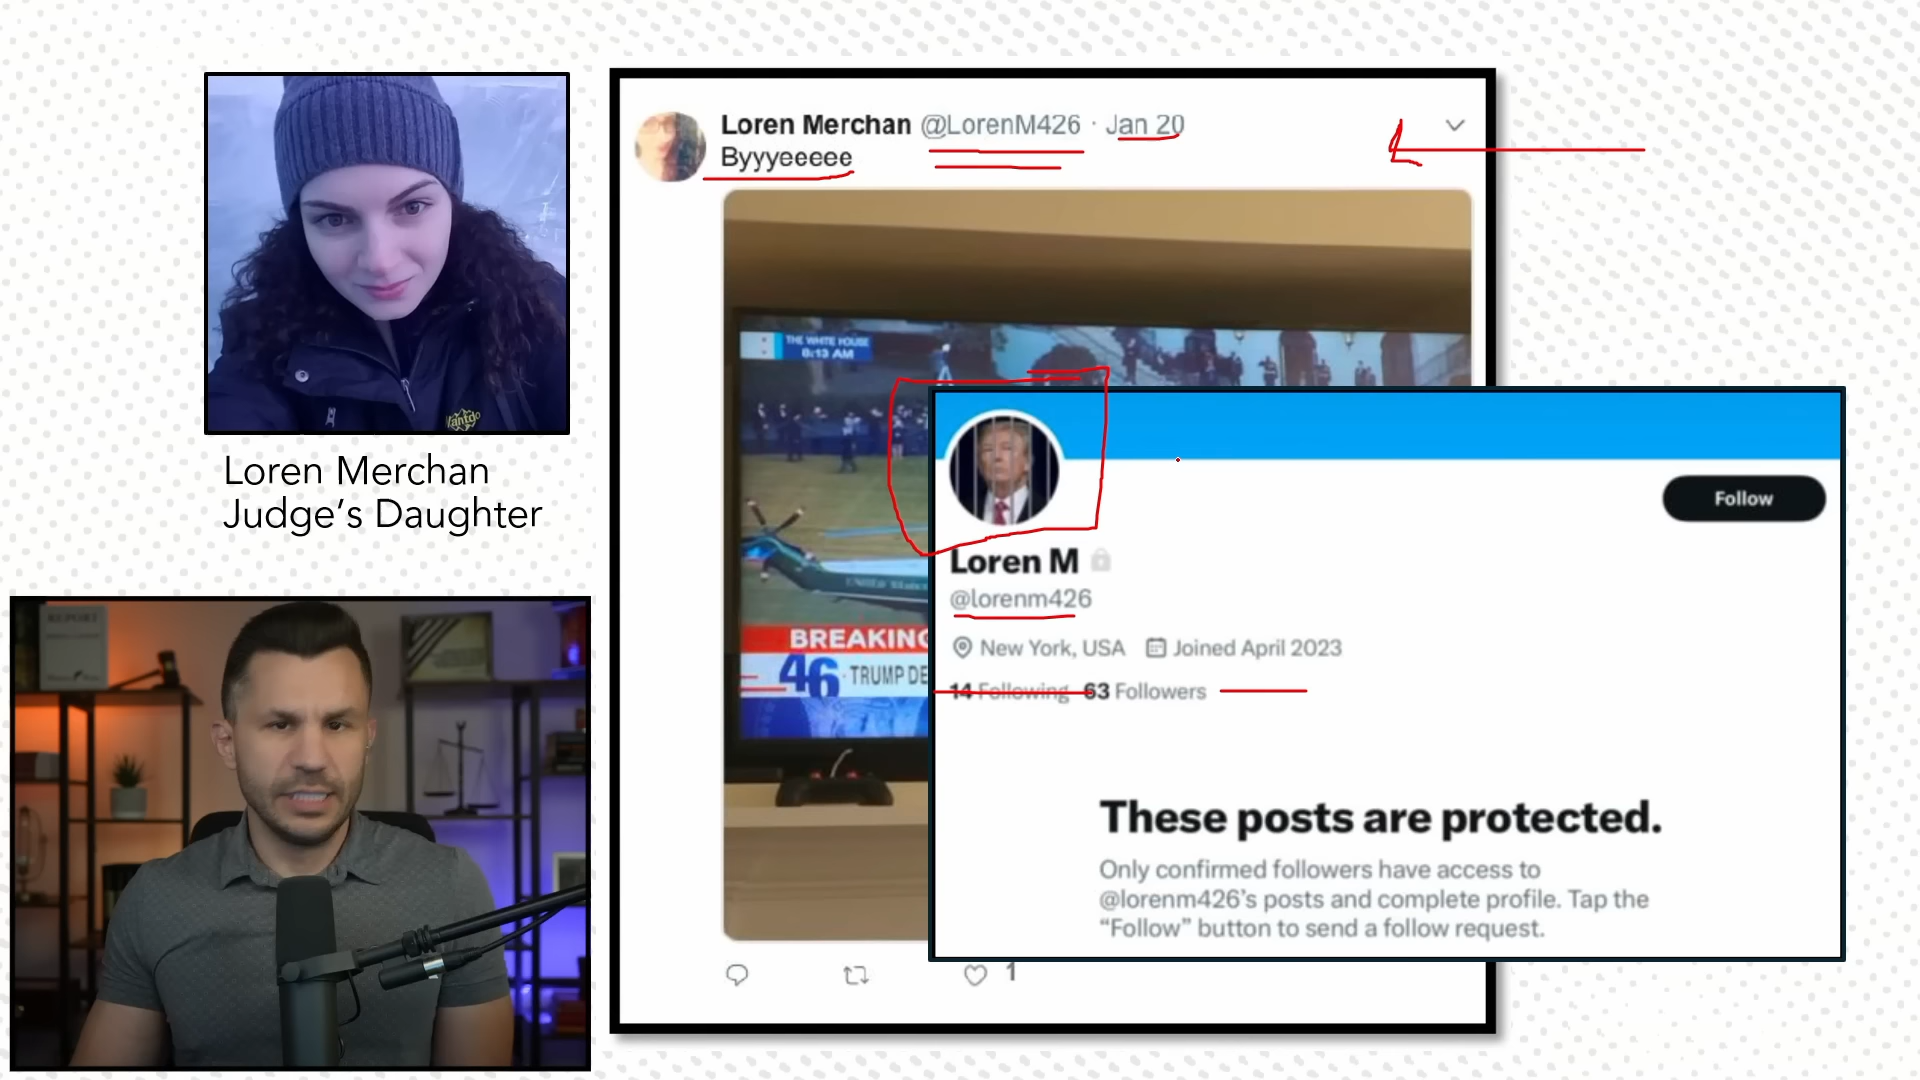 Loren Merchan
Judge's Daughter
REPORT
Loren Merchan @LorenM426 · Jan 20
Byyyeeeee
THE WHITE HOUSE
8:13 AM
UNITED
BREAKING
46 · TRUMP DE
1
Follow
Loren M
@lorenm426
New York, USA Joined April 2023
14 Following 63 Followers
These posts are protected.
Only confirmed followers have access to
@lorenm426's posts and complete profile. Tap the
"Follow" button to send a follow request.